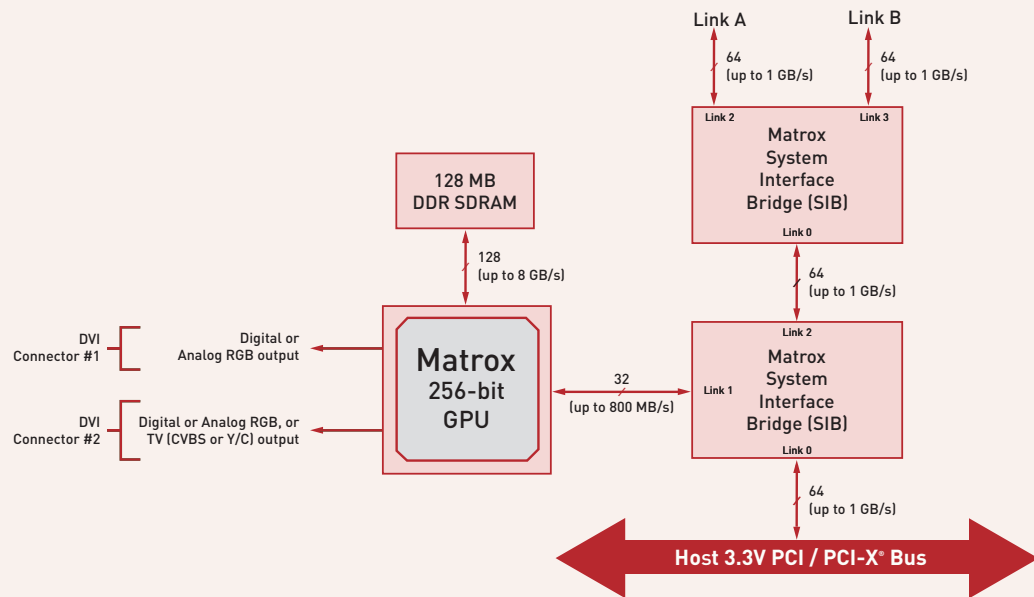 Link A
Link B
64
(up to 1 GB/s)
64
(up to 1 GB/s)
Link 2
Link 3
Matrox
System
Interface
Bridge (SIB)
Link 0
128 MB
DDR SDRAM
128
(up to 8 GB/s)
64
(up to 1 GB/s)
DVI
Connector #1
Digital or
Analog RGB output
DVI
Connector #2
Digital or Analog RGB, or
TV (CVBS or Y/C) output
Matrox
256-bit
GPU
32
(up to 800 MB/s)
Link 2
Link 1
Matrox
System
Interface
Bridge (SIB)
Link 0
64
(up to 1 GB/s)
Host 3.3V PCI / PCI-X® Bus